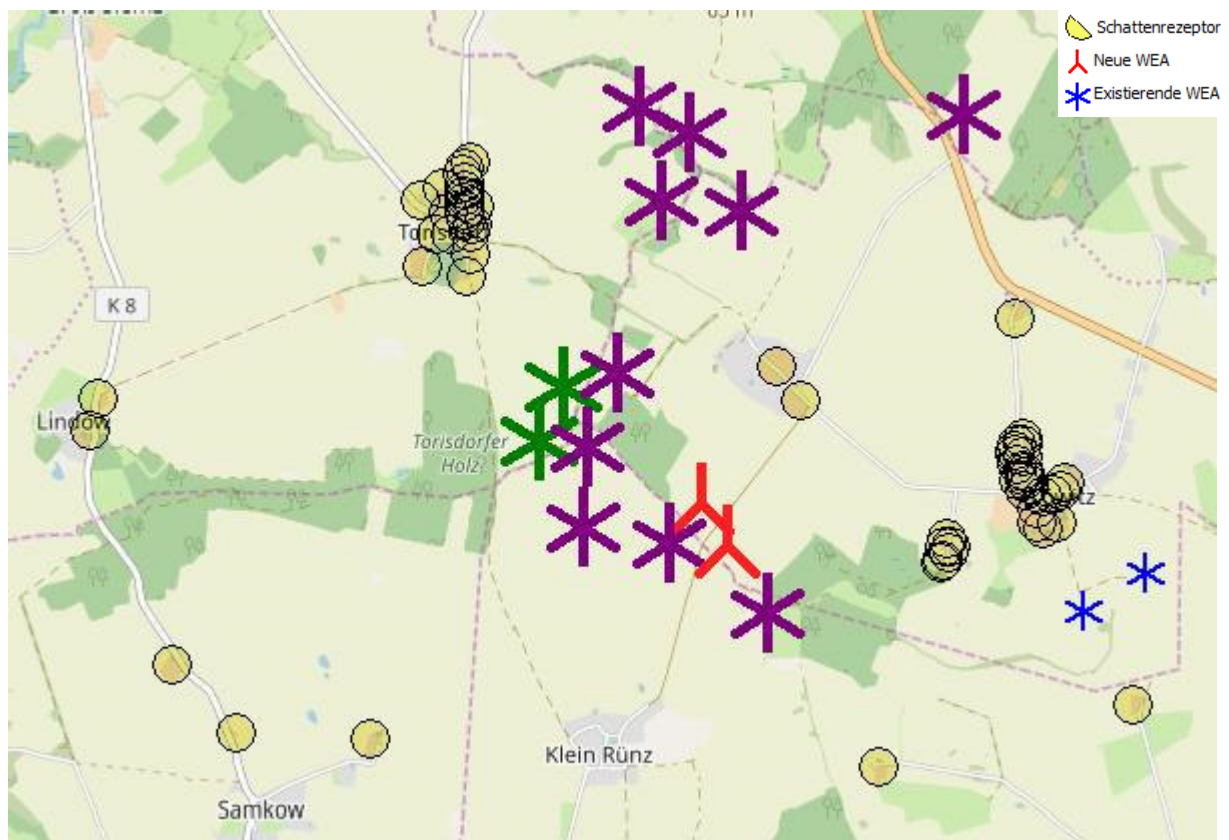 Schattenrezeptor
Neue WEA
Existierende WEA
K 8
Lindow
Torisdorfer
Holz
Klein Rünz
Samkow